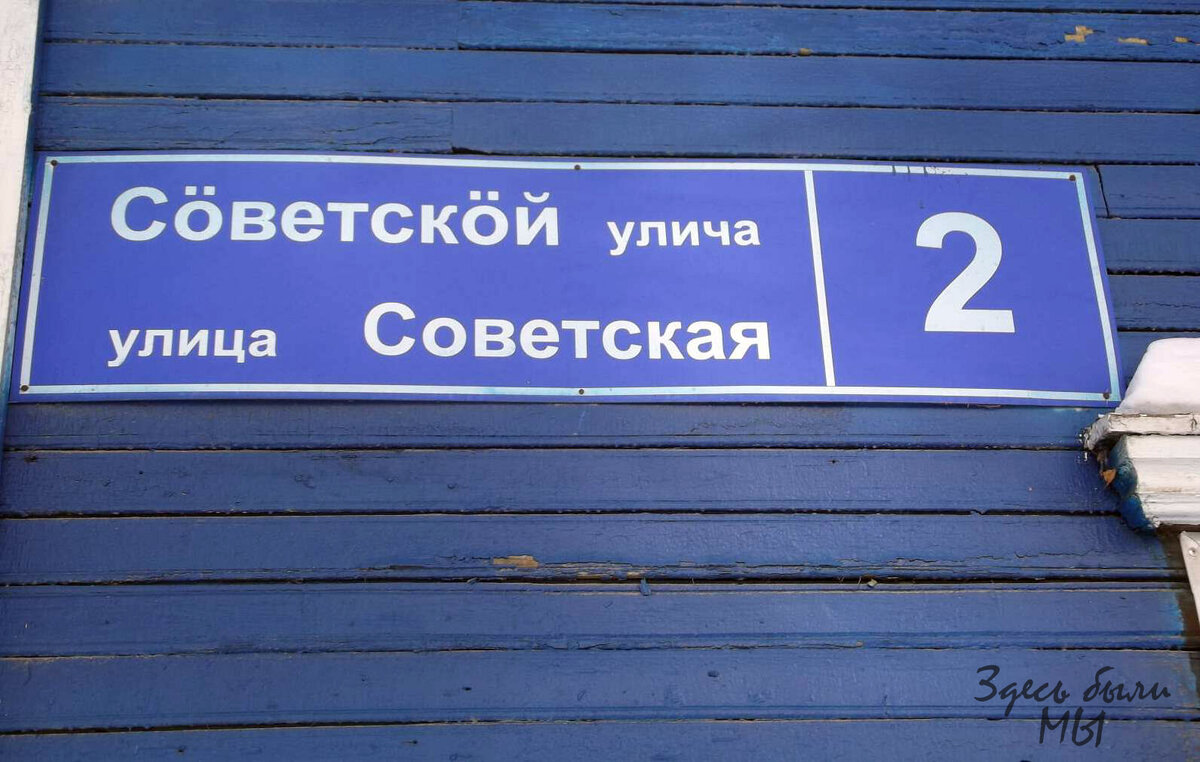 Сӧветскӧй улича
улица Советская
2
Здесь были
МЫ